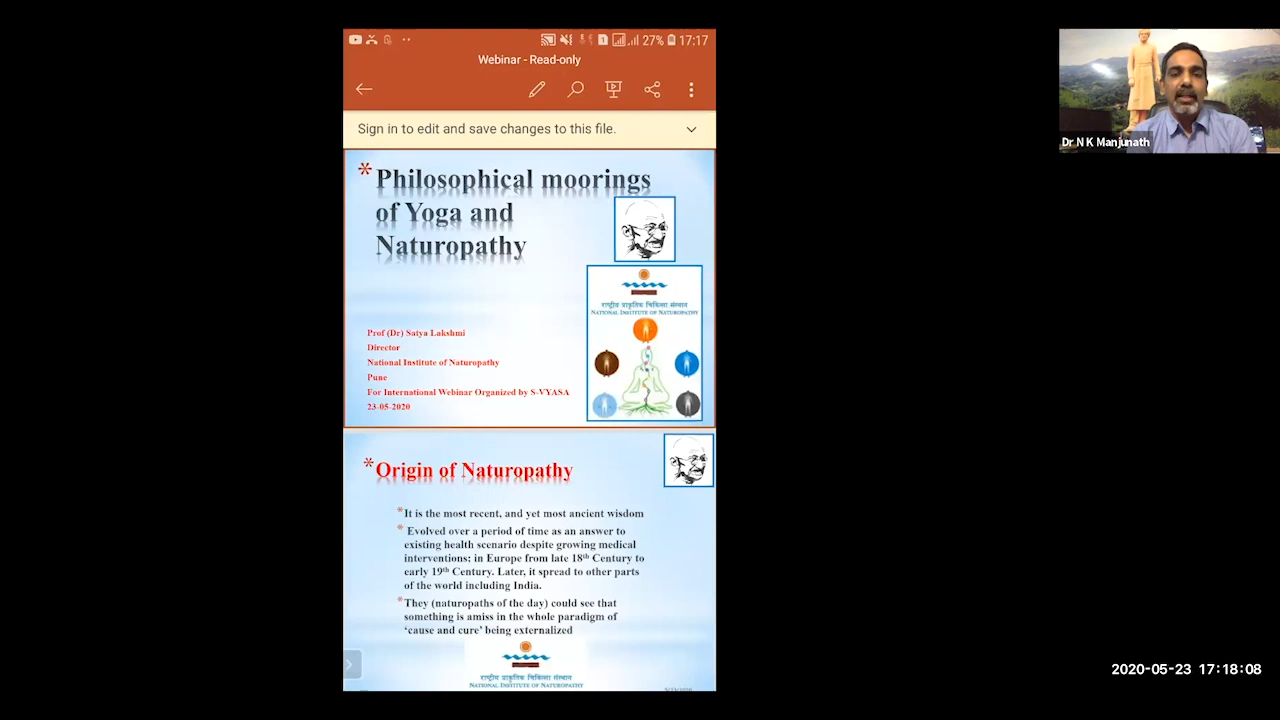 27% 17:17
Webinar - Read-only
Sign in to edit and save changes to this file.
* Philosophical moorings
of Yoga and
Naturopathy
राष्ट्रीय प्राकृतिक चिकित्सा संस्थान
NATIONAL INSTITUTE OF NATUROPATHY
Prof (Dr) Satya Lakshmi
Director
National Institute of Naturopathy
Pune
For International Webinar Organized by S-VYASA
23-05-2020
* Origin of Naturopathy
* It is the most recent, and yet most ancient wisdom
* Evolved over a period of time as an answer to
existing health scenario despite growing medical
interventions; in Europe from late 18th Century to
early 19th Century. Later, it spread to other parts
of the world including India.
* They (naturopaths of the day) could see that
something is amiss in the whole paradigm of
‘cause and cure’ being externalized
राष्ट्रीय प्राकृतिक चिकित्सा संस्थान
NATIONAL INSTITUTE OF NATUROPATHY
Dr N K Manjunath
2020-05-23 17:18:08